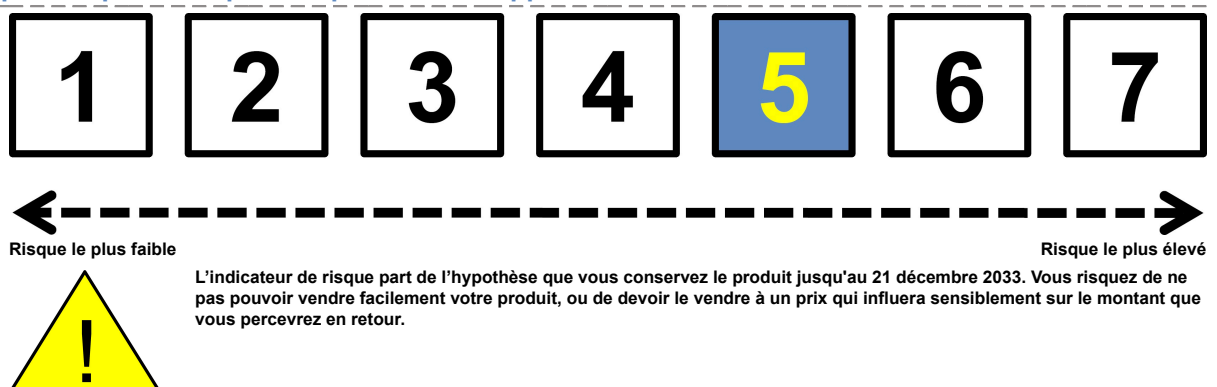 1 2 3 4 5 6 7
Risque le plus faible Risque le plus élevé
L'indicateur de risque part de l'hypothèse que vous conservez le produit jusqu'au 21 décembre 2033. Vous risquez de ne
pas pouvoir vendre facilement votre produit, ou de devoir le vendre à un prix qui influera sensiblement sur le montant que
vous percevrez en retour.
!